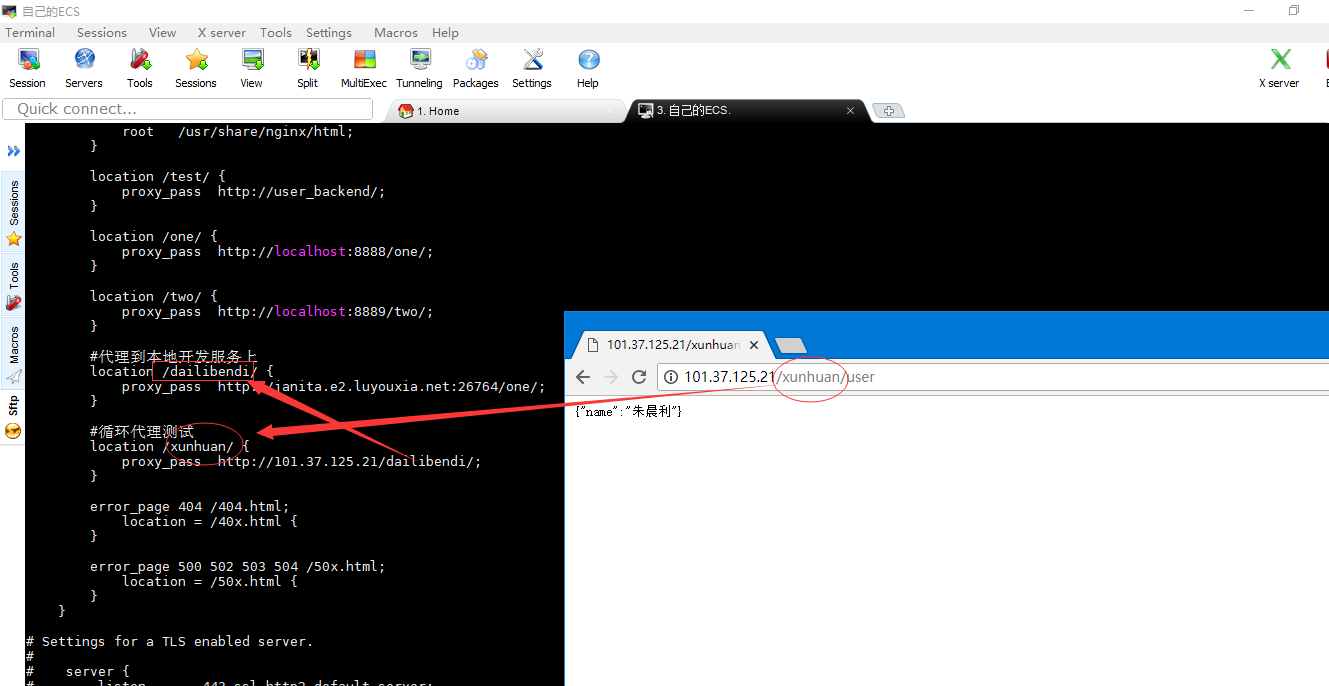 自己的ECS
Terminal Sessions View X server Tools Settings Macros Help
Session Servers Tools Sessions View Split MultiExec Tunneling Packages Settings Help X server
Quick connect...
1. Home
3. 自己的ECS.
Sessions
Tools
Macros
Sftp
root /usr/share/nginx/html;
}
location /test/ {
proxy_pass http://user_backend/;
}
location /one/ {
proxy_pass http://localhost:8888/one/;
}
location /two/ {
proxy_pass http://localhost:8889/two/;
}
#代理到本地开发服务上
location /dailibendi/ {
proxy_pass http://janita.e2.luyouxia.net:26764/one/;
}
#循环代理测试
location /xunhuan/ {
proxy_pass http://101.37.125.21/dailibendi/;
}
error_page 404 /404.html;
location = /40x.html {
}
error_page 500 502 503 504 /50x.html;
location = /50x.html {
}
}
# Settings for a TLS enabled server.
#
# server {
# listen 443 ssl http2 default_server;
101.37.125.21/xunhuan
101.37.125.21/xunhuan/user
{"name":"朱晨利"}